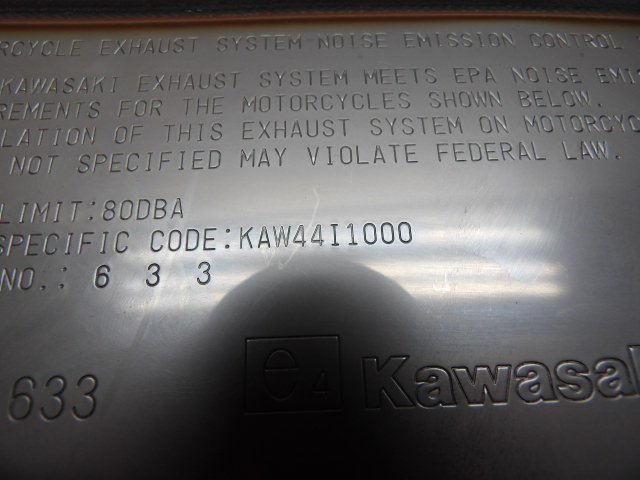 RCYCLE EXHAUST SYSTEM NOISE EMISSION CONTROL
KAWASAKI EXHAUST SYSTEM MEETS EPA NOISE EMI
REMENTS FOR THE MOTORCYCLES SHOWN BELOW.
LATION OF THIS EXHAUST SYSTEM ON MOTORCYC
NOT SPECIFIED MAY VIOLATE FEDERAL LAW.
LIMIT:80DBA
SPECIFIC CODE:KAW44I1000
NO.: 6 3 3
633 e4 Kawasak